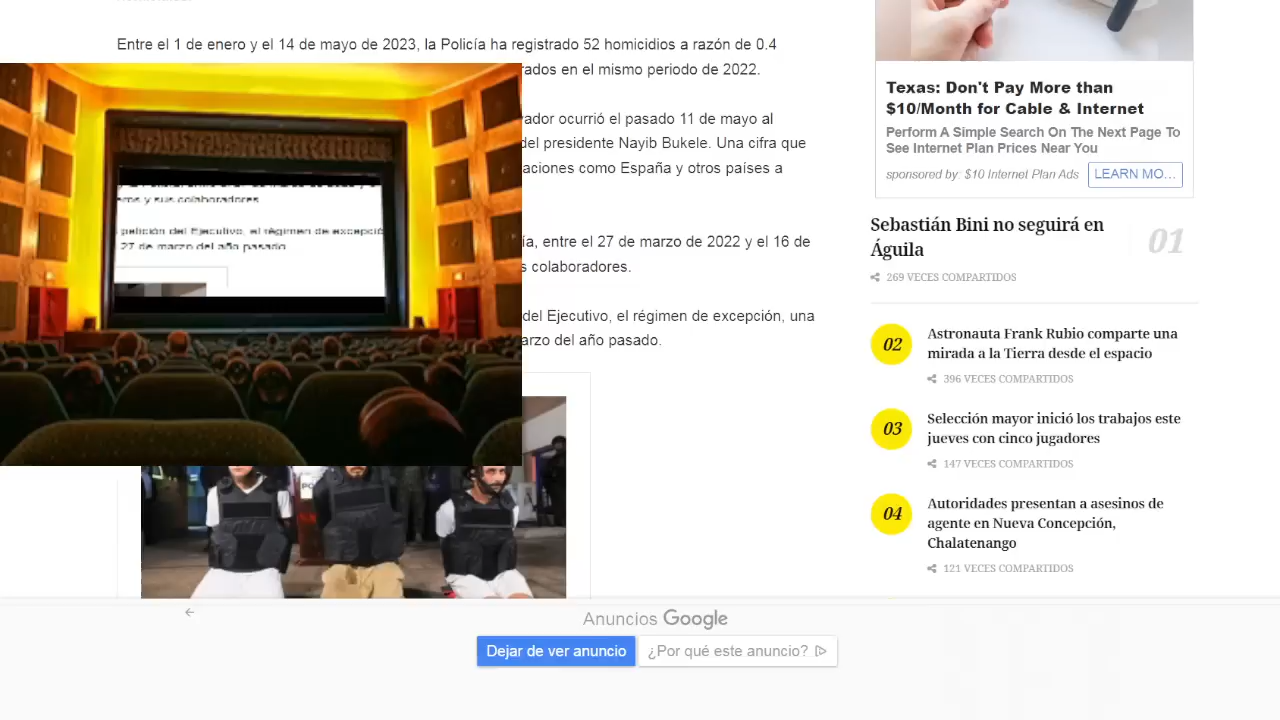 Entre el 1 de enero y el 14 de mayo de 2023, la Policía ha registrado 52 homicidios a razón de 0.4
rados en el mismo periodo de 2022.
vador ocurrió el pasado 11 de mayo al
del presidente Nayib Bukele. Una cifra que
aciones como España y otros países a
ía, entre el 27 de marzo de 2022 y el 16 de
s colaboradores.
del Ejecutivo, el régimen de excepción, una
arzo del año pasado.
eros y sus colaboradores.
petición del Ejecutivo, el régimen de excepció
27 de marzo del año pasado.
Texas: Don't Pay More than
$10/Month for Cable & Internet
Perform A Simple Search On The Next Page To
See Internet Plan Prices Near You
sponsored by: $10 Internet Plan Ads
LEARN MO...
Sebastián Bini no seguirá en
Águila
01
269 VECES COMPARTIDOS
02
Astronauta Frank Rubio comparte una
mirada a la Tierra desde el espacio
396 VECES COMPARTIDOS
03
Selección mayor inició los trabajos este
jueves con cinco jugadores
147 VECES COMPARTIDOS
04
Autoridades presentan a asesinos de
agente en Nueva Concepción,
Chalatenango
121 VECES COMPARTIDOS
Anuncios Google
Dejar de ver anuncio
¿Por qué este anuncio?